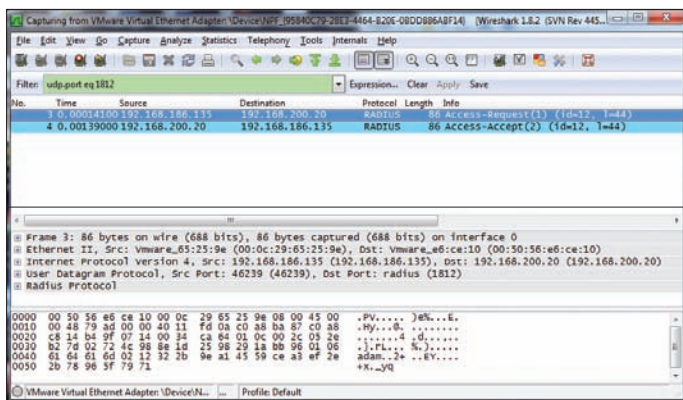 Capturing from VMware Virtual Ethernet Adapter: \Device\NPF_{95840C79-28E3-4464-B20E-0BDD886A8F14} [Wireshark 1.8.2 (SVN Rev 445...
File Edit View Go Capture Analyze Statistics Telephony Tools Internals Help
Filter: udp.port eq 1812 Expression... Clear Apply Save
No. Time Source Destination Protocol Length Info
3 0.00014100 192.168.186.135 192.168.200.20 RADIUS 86 Access-Request(1) (id=12, l=44)
4 0.00139000 192.168.200.20 192.168.186.135 RADIUS 86 Access-Accept(2) (id=12, l=44)
Frame 3: 86 bytes on wire (688 bits), 86 bytes captured (688 bits) on interface 0
Ethernet II, Src: Vmware_65:25:9e (00:0c:29:65:25:9e), Dst: Vmware_e6:ce:10 (00:50:56:e6:ce:10)
Internet Protocol Version 4, Src: 192.168.186.135 (192.168.186.135), Dst: 192.168.200.20 (192.168.200.20)
User Datagram Protocol, Src Port: 46239 (46239), Dst Port: radius (1812)
Radius Protocol
0000 00 50 56 e6 ce 10 00 0c 29 65 25 9e 08 00 45 00 .PV..... )e%...E.
0010 00 48 79 ad 00 00 40 11 fd 0a c0 a8 ba 87 c0 a8 .Hy...@. ........
0020 c8 14 b4 9f 07 14 00 34 ca 64 01 0c 00 2c 05 2e .......4 .d...,..
0030 b2 7d 02 72 4c 98 8e 1d 25 98 29 1a bb 96 01 06 .}.rL... %.).....
0040 61 64 61 6d 02 12 32 2b 9e a1 45 59 ce a3 ef 2e adam..2+ ..EY....
0050 2b 78 96 5f 79 71 +x._yq
VMware Virtual Ethernet Adapter: \Device\N... ... Profile: Default